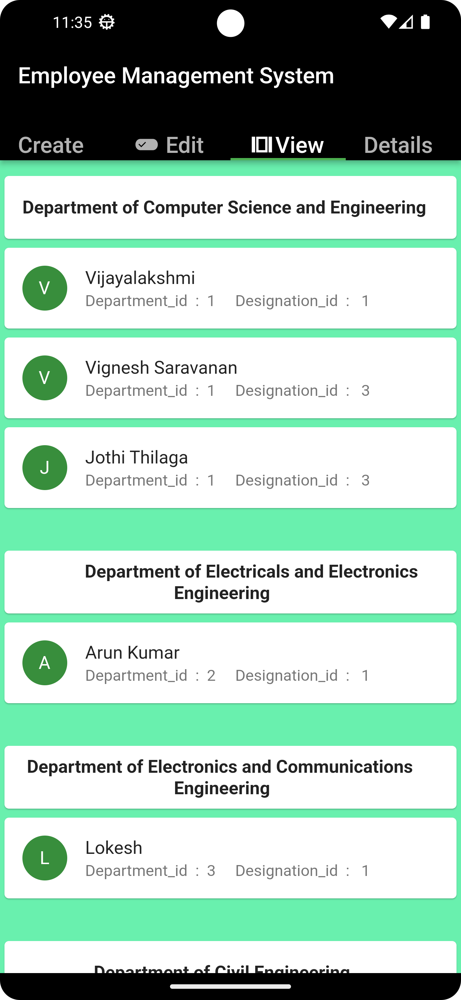 11:35
Employee Management System
Create Edit View Details
Department of Computer Science and Engineering
V
Vijayalakshmi
Department_id : 1 Designation_id : 1
V
Vignesh Saravanan
Department_id : 1 Designation_id : 3
J
Jothi Thilaga
Department_id : 1 Designation_id : 3
Department of Electricals and Electronics
Engineering
A
Arun Kumar
Department_id : 2 Designation_id : 1
Department of Electronics and Communications
Engineering
L
Lokesh
Department_id : 3 Designation_id : 1
Department of Civil Engineering